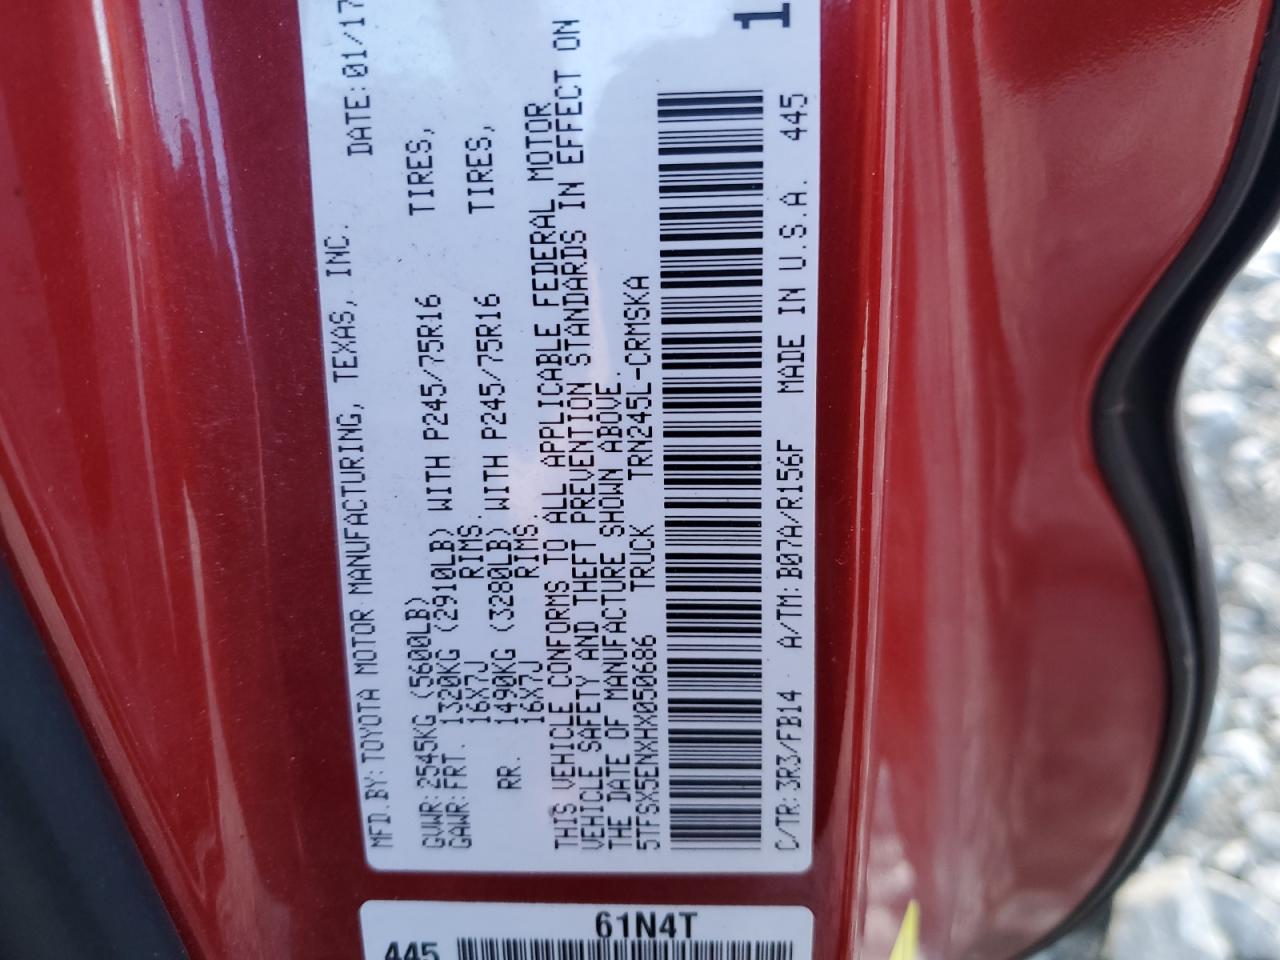 MFD.BY:TOYOTA MOTOR MANUFACTURING, TEXAS, INC. DATE:01/17
GVWR:2545KG (5600LB)
GAWR:FRT. 1320KG (2910LB) WITH P245/75R16 TIRES,
16X7J RIMS.
RR. 1490KG (3280LB) WITH P245/75R16 TIRES,
16X7J RIMS.
THIS VEHICLE CONFORMS TO ALL APPLICABLE FEDERAL MOTOR
VEHICLE SAFETY AND THEFT PREVENTION STANDARDS IN EFFECT ON
THE DATE OF MANUFACTURE SHOWN ABOVE.
5TFSX5ENXHX050686 TRUCK TRN245L-CRMSKA
1
C/TR:3R3/FB14 A/TM:B07A/R156F MADE IN U.S.A. 445
61N4T
445